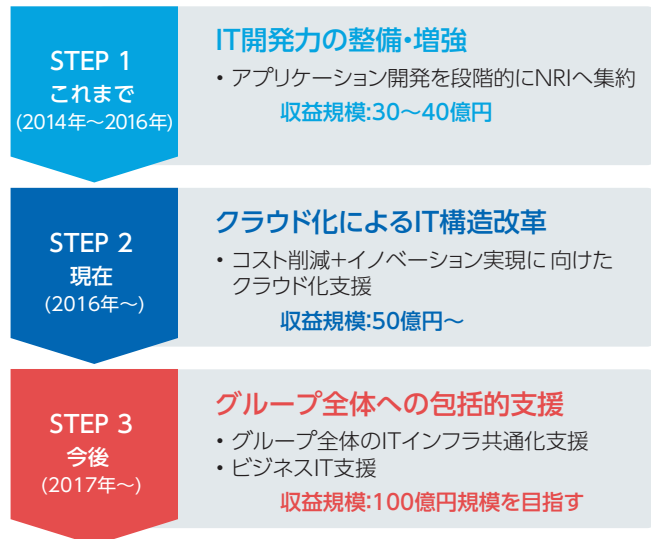 STEP 1
これまで
(2014年〜2016年)
IT開発力の整備・増強
・アプリケーション開発を段階的にNRIへ集約
収益規模:30〜40億円
STEP 2
現在
(2016年〜)
クラウド化によるIT構造改革
・コスト削減+イノベーション実現に 向けた
クラウド化支援
収益規模:50億円〜
STEP 3
今後
(2017年〜)
グループ全体への包括的支援
・グループ全体のITインフラ共通化支援
・ビジネスIT支援
収益規模:100億円規模を目指す